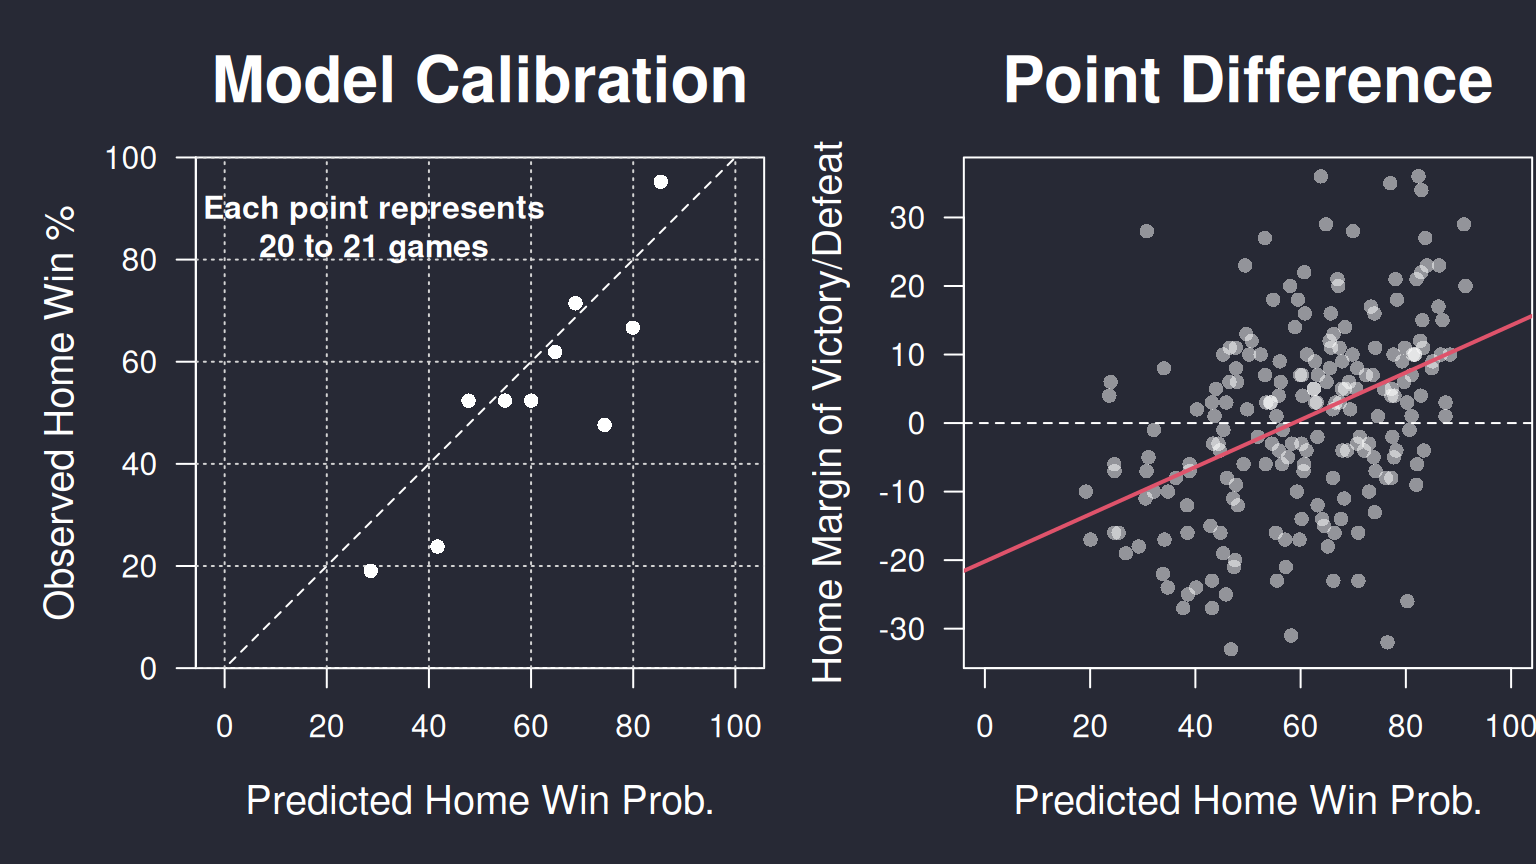 Model Calibration
Observed Home Win %
100
80
60
40
20
0
Each point represents
20 to 21 games
0 20 40 60 80 100
Predicted Home Win Prob.
Point Difference
Home Margin of Victory/Defeat
30
20
10
0
-10
-20
-30
0 20 40 60 80 100
Predicted Home Win Prob.